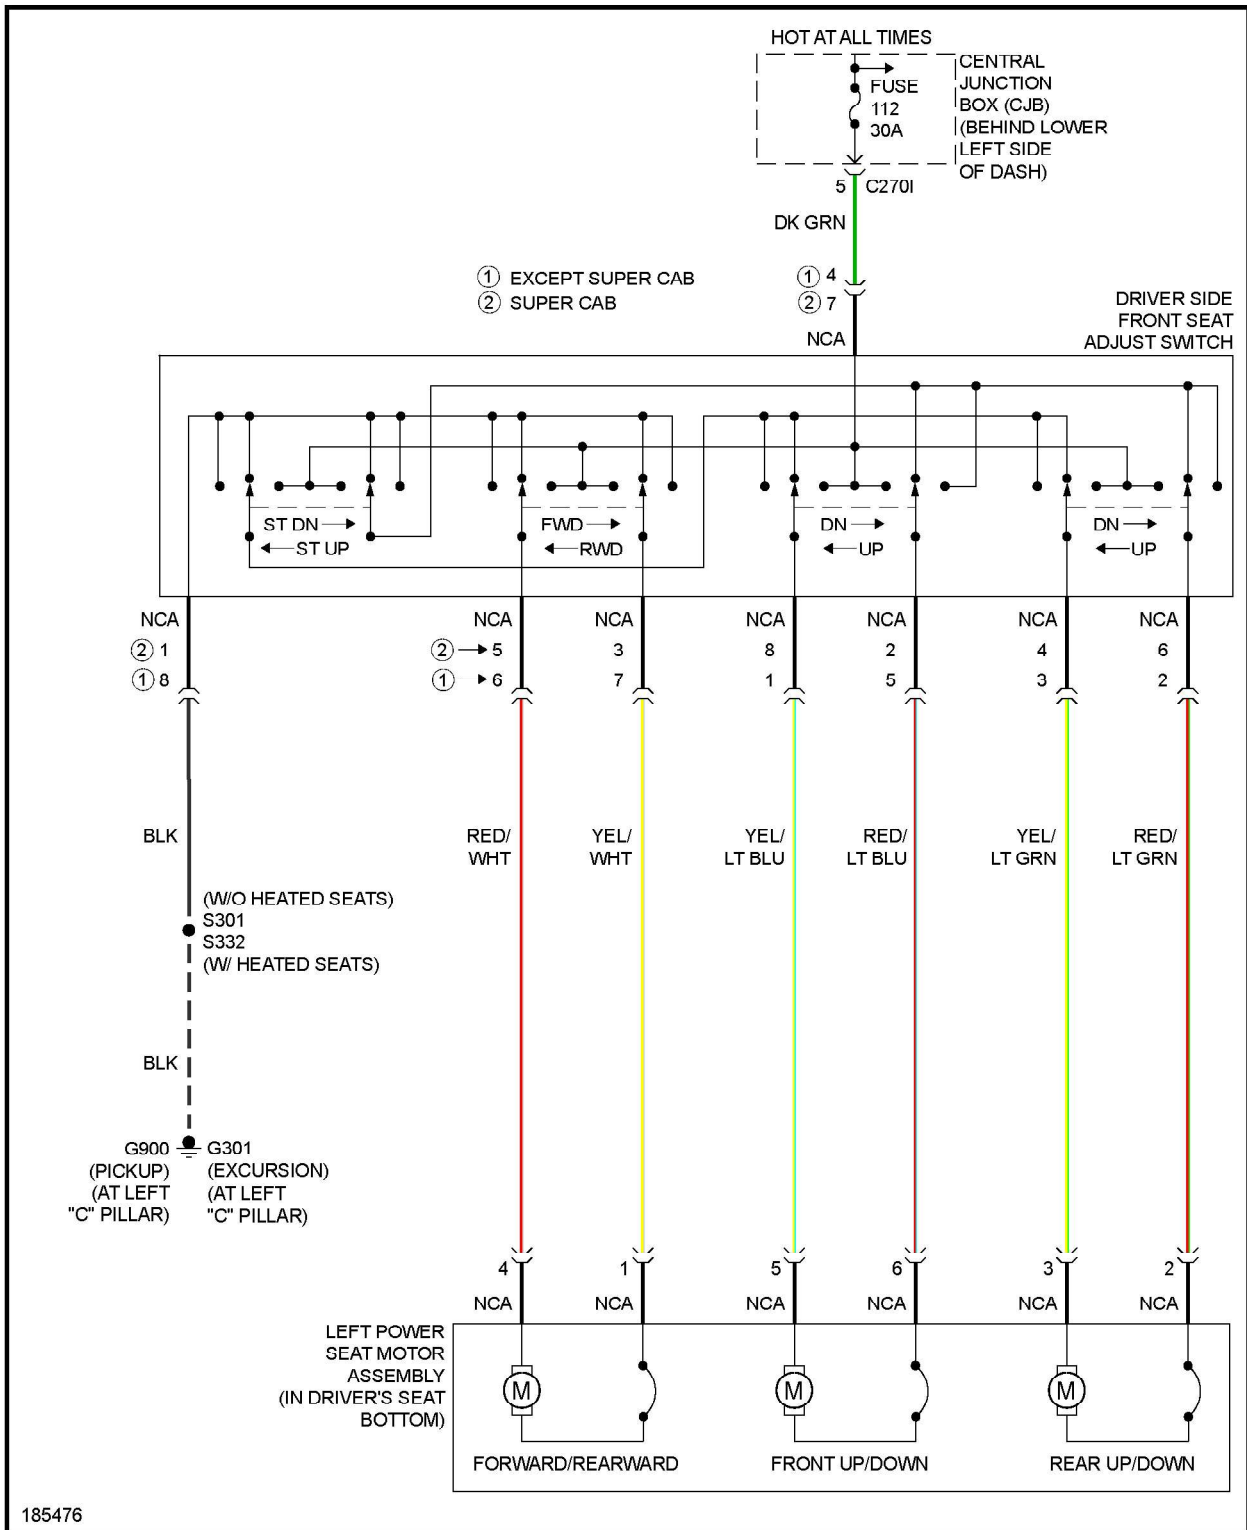 HOT AT ALL TIMES
FUSE
112
30A
CENTRAL
JUNCTION
BOX (CJB)
(BEHIND LOWER
LEFT SIDE
OF DASH)
5 C270I
DK GRN
① EXCEPT SUPER CAB
② SUPER CAB
① 4
② 7
NCA
DRIVER SIDE
FRONT SEAT
ADJUST SWITCH
ST DN
ST UP
FWD
RWD
DN
UP
DN
UP
NCA NCA NCA NCA NCA NCA NCA
② 1 ② 5 3 8 2 4 6
① 8 ① 6 7 1 5 3 2
BLK
RED/
WHT
YEL/
WHT
YEL/
LT BLU
RED/
LT BLU
YEL/
LT GRN
RED/
LT GRN
(W/O HEATED SEATS)
S301
S332
(W/ HEATED SEATS)
BLK
G900
(PICKUP)
(AT LEFT
"C" PILLAR)
G301
(EXCURSION)
(AT LEFT
"C" PILLAR)
4 1 5 6 3 2
NCA NCA NCA NCA NCA NCA
LEFT POWER
SEAT MOTOR
ASSEMBLY
(IN DRIVER'S SEAT
BOTTOM)
M M M
FORWARD/REARWARD
FRONT UP/DOWN
REAR UP/DOWN
185476